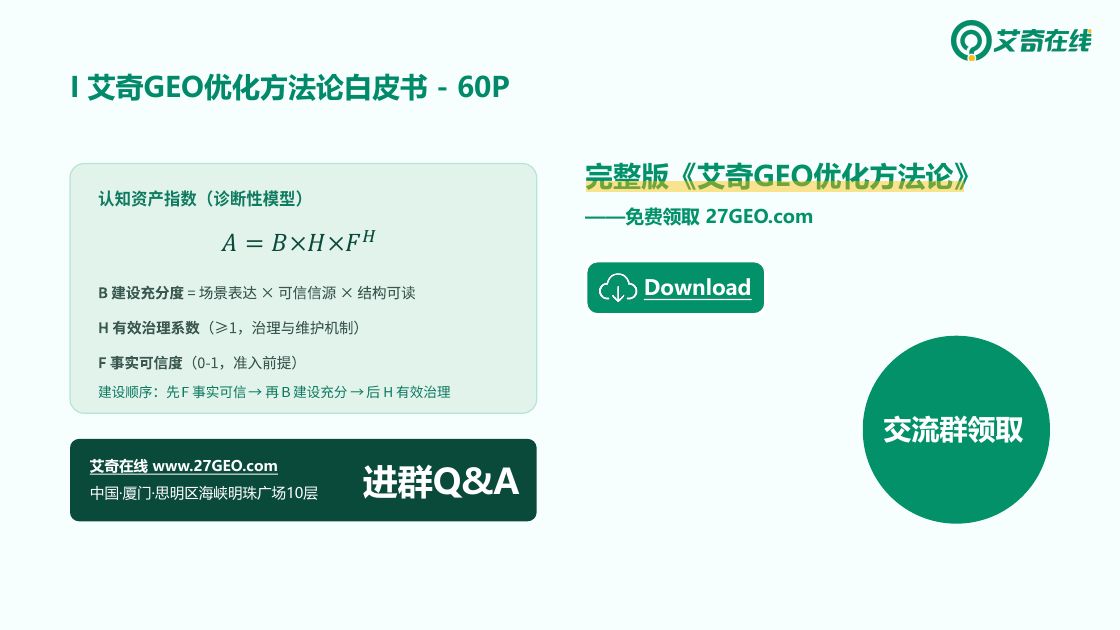 艾奇在线
I 艾奇GEO优化方法论白皮书 - 60P
认知资产指数（诊断性模型）
A = B×H×F^H
B 建设充分度 = 场景表达 × 可信信源 × 结构可读
H 有效治理系数（≥1，治理与维护机制）
F 事实可信度（0-1，准入前提）
建设顺序：先 F 事实可信 → 再 B 建设充分 → 后 H 有效治理
艾奇在线 www.27GEO.com
中国·厦门·思明区海峡明珠广场10层
进群Q&A
完整版《艾奇GEO优化方法论》
——免费领取 27GEO.com
Download
交流群领取